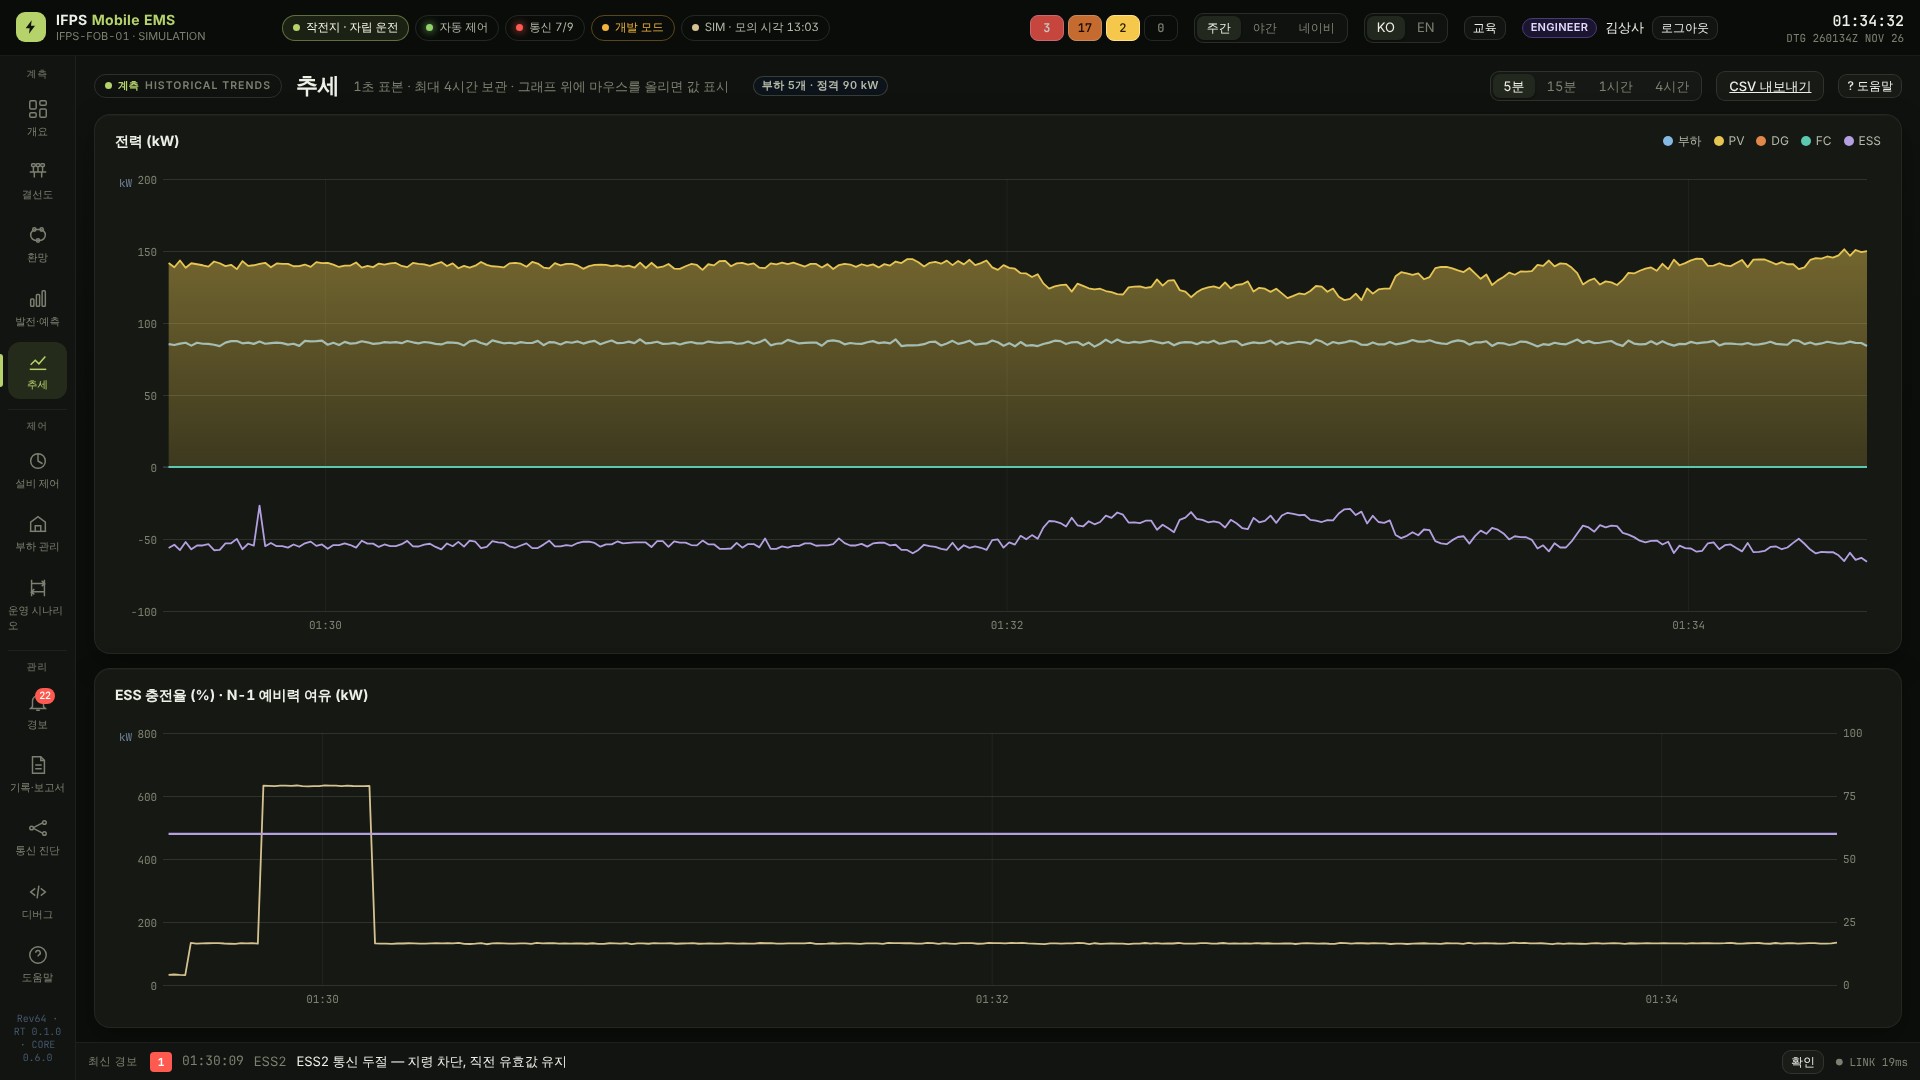 IFPS Mobile EMS
IFPS-FOB-01 · SIMULATION
작전지 · 자립 운전
자동 제어
통신 7/9
개발 모드
SIM · 모의 시각 13:03
3
17
2
0
주간
야간
네이비
KO
EN
교육
ENGINEER
김상사
로그아웃
01:34:32
DTG 260134Z NOV 26
계측
개요
결선도
환망
발전·예측
추세
제어
설비 제어
부하 관리
운영 시나리
오
관리
22
경보
기록·보고서
통신 진단
디버그
도움말
Rev64 ·
RT 0.1.0
· CORE
0.6.0
계측 HISTORICAL TRENDS
추세
1초 표본 · 최대 4시간 보관 · 그래프 위에 마우스를 올리면 값 표시
부하 5개 · 정격 90 kW
5분
15분
1시간
4시간
CSV 내보내기
? 도움말
전력 (kW)
부하
PV
DG
FC
ESS
kW
200
150
100
50
0
-50
-100
01:30
01:32
01:34
ESS 충전율 (%) · N-1 예비력 여유 (kW)
kW
800
600
400
200
0
100
75
50
25
0
01:30
01:32
01:34
최신 경보
1
01:30:09
ESS2
ESS2 통신 두절 — 지령 차단, 직전 유효값 유지
확인
LINK 19ms